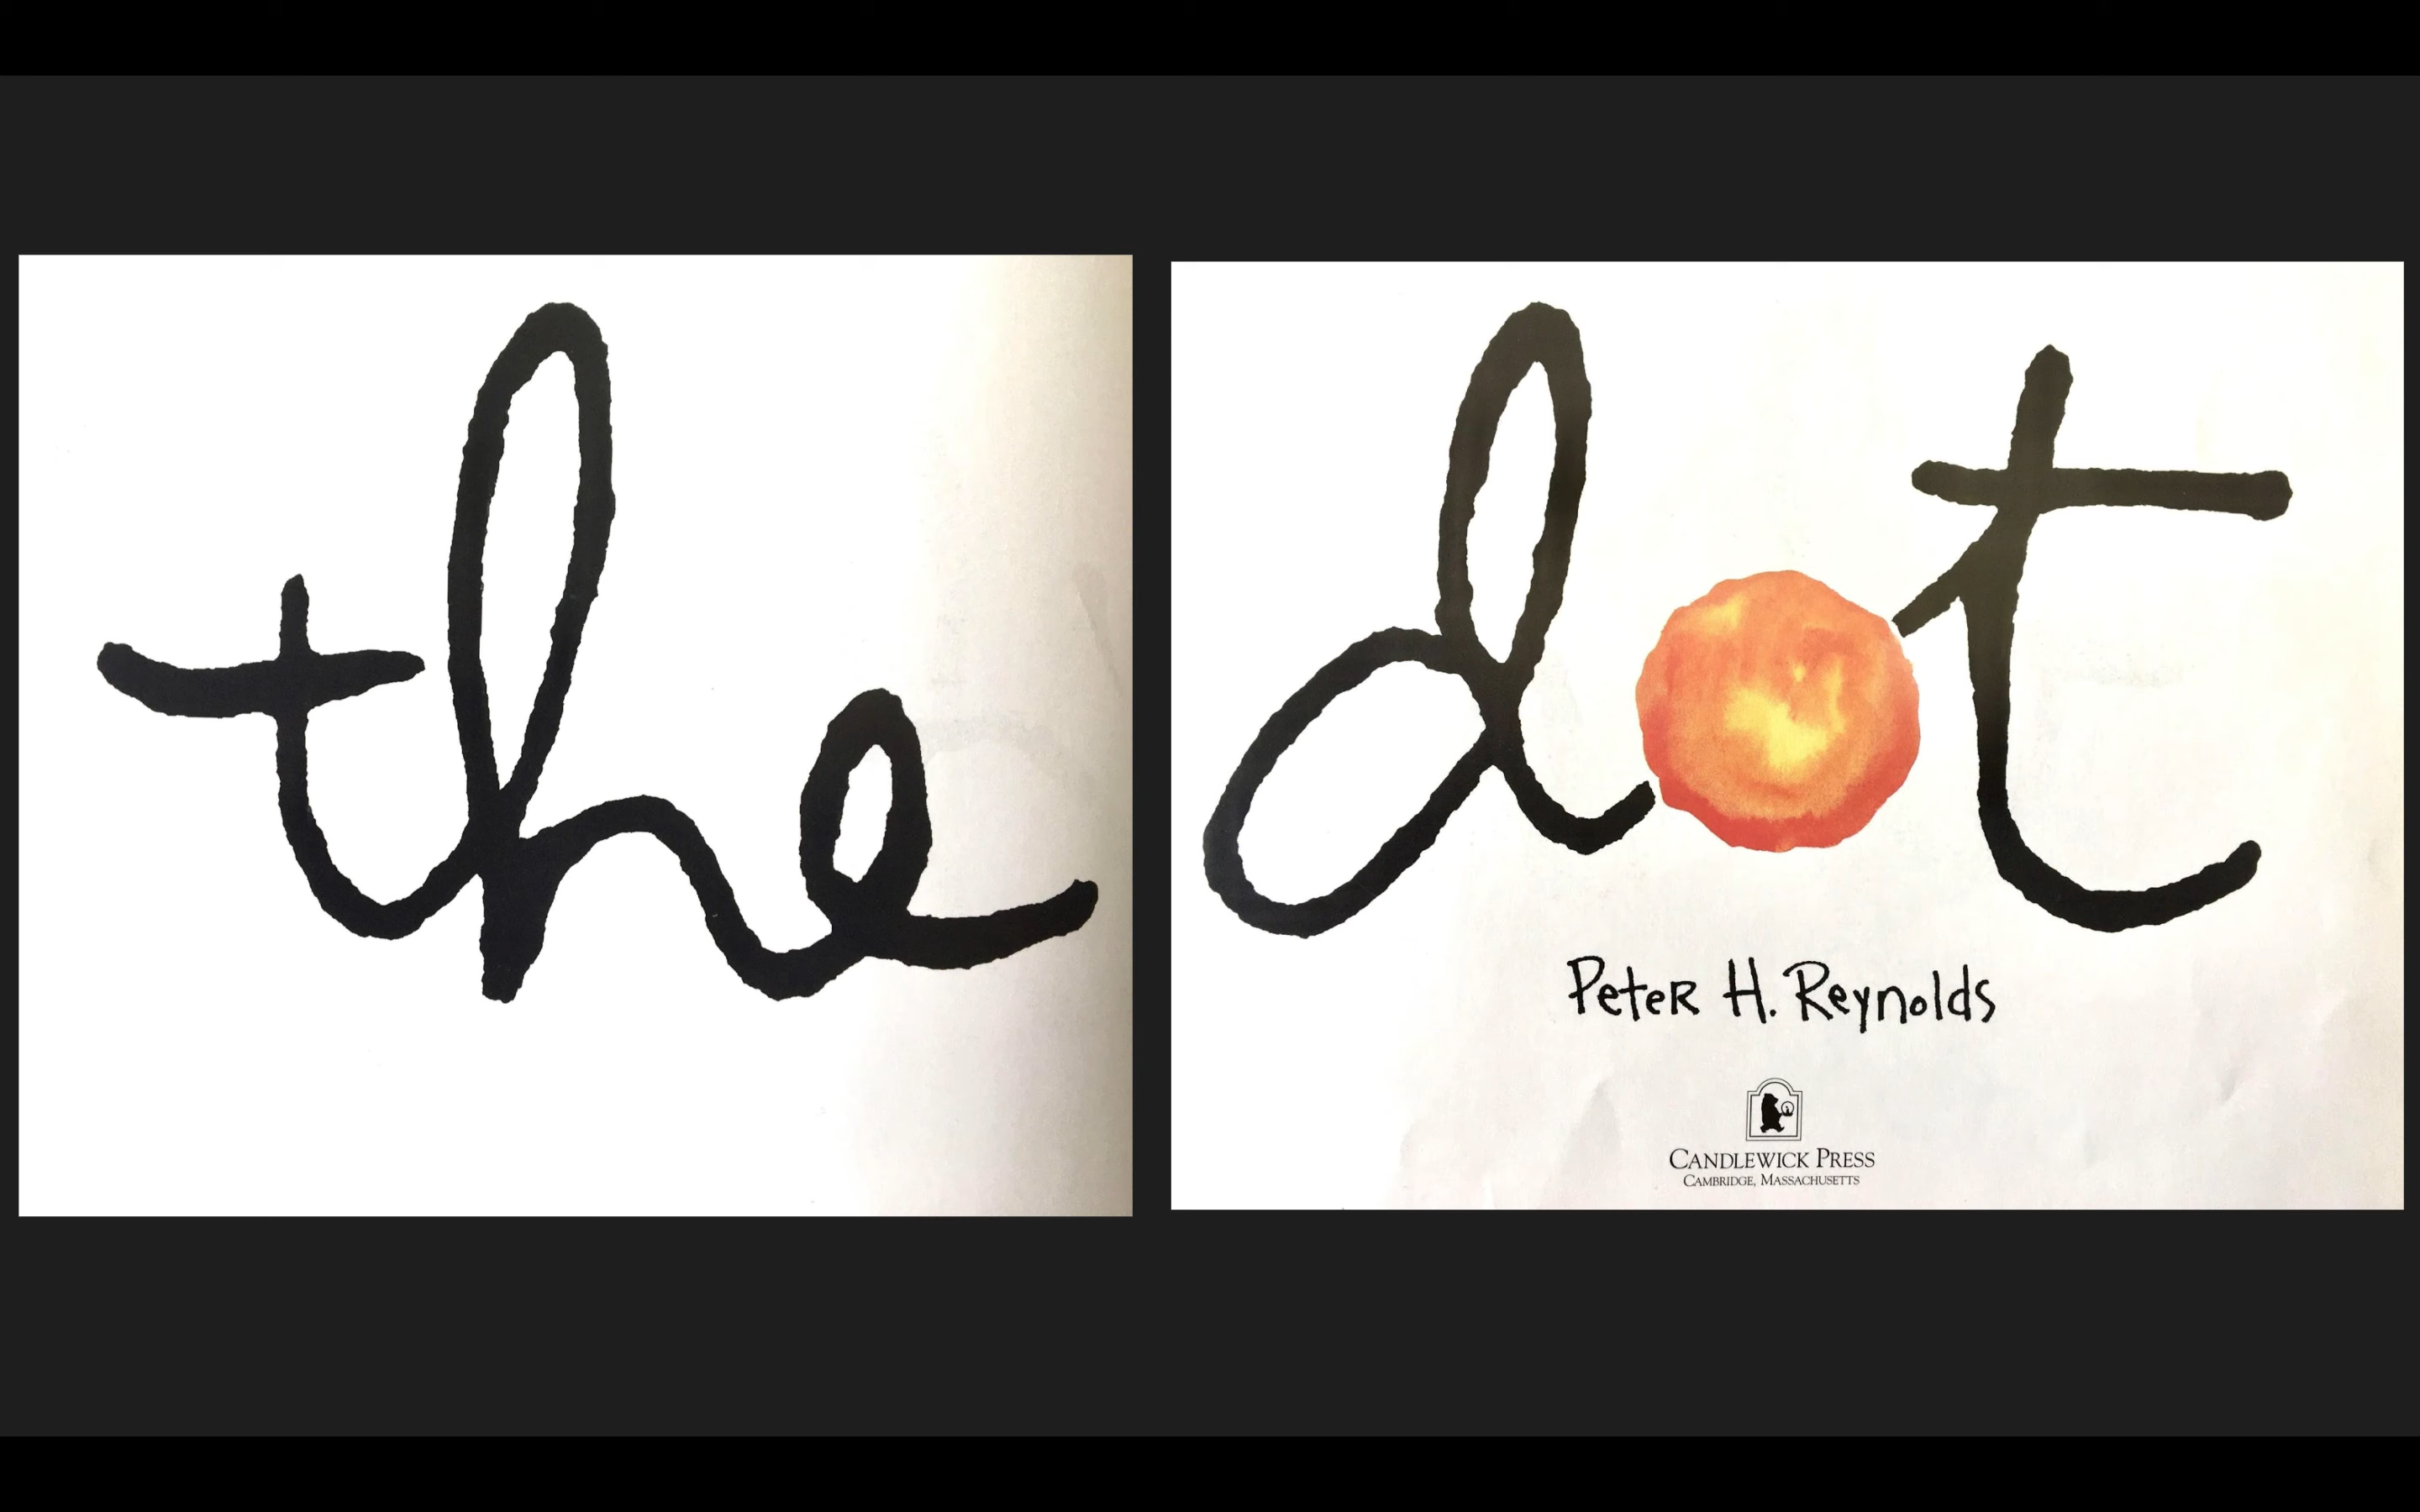 the
dot
Peter H. Reynolds
CANDLEWICK PRESS
CAMBRIDGE, MASSACHUSETTS